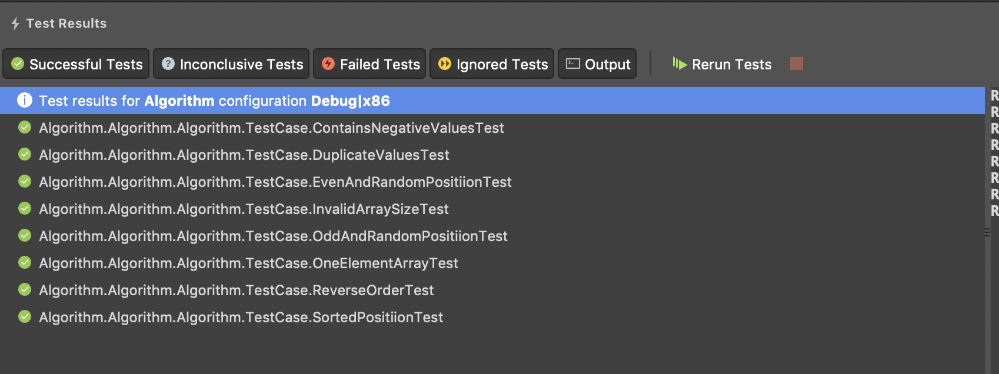 Test Results
Successful Tests Inconclusive Tests Failed Tests Ignored Tests Output Rerun Tests
Test results for Algorithm configuration Debug|x86
Algorithm.Algorithm.Algorithm.TestCase.ContainsNegativeValuesTest
Algorithm.Algorithm.Algorithm.TestCase.DuplicateValuesTest
Algorithm.Algorithm.Algorithm.TestCase.EvenAndRandomPositiionTest
Algorithm.Algorithm.Algorithm.TestCase.InvalidArraySizeTest
Algorithm.Algorithm.Algorithm.TestCase.OddAndRandomPositiionTest
Algorithm.Algorithm.Algorithm.TestCase.OneElementArrayTest
Algorithm.Algorithm.Algorithm.TestCase.ReverseOrderTest
Algorithm.Algorithm.Algorithm.TestCase.SortedPositiionTest